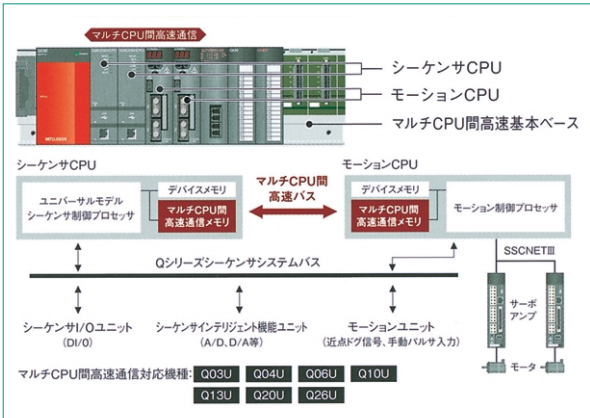 マルチCPU間高速通信
シーケンサCPU
モーションCPU
マルチCPU間高速基本ベース
シーケンサCPU
モーションCPU
ユニバーサルモデル
シーケンサ制御プロセッサ
デバイスメモリ
マルチCPU間
高速通信メモリ
マルチCPU間
高速バス
デバイスメモリ
マルチCPU間
高速通信メモリ
モーション制御プロセッサ
Qシリーズシーケンサシステムバス
SSCNETⅢ
シーケンサI/Oユニット
(DI/O)
シーケンサインテリジェント機能ユニット
(A/D、D/A等)
モーションユニット
(近点ドグ信号、手動パルサ入力)
サーボ
アンプ
モータ
マルチCPU間高速通信対応機種: Q03U Q04U Q06U Q10U
Q13U Q20U Q26U